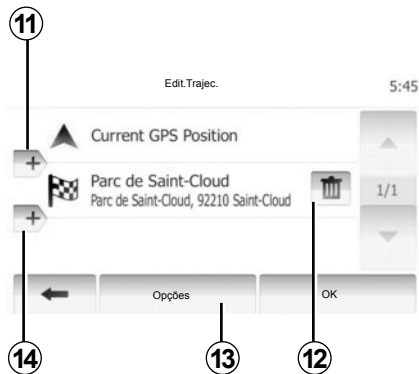 11
Edit.Trajec. 5:45
Current GPS Position
+
Parc de Saint-Cloud
Parc de Saint-Cloud, 92210 Saint-Cloud
1/1
+
Opções OK
14 13 12